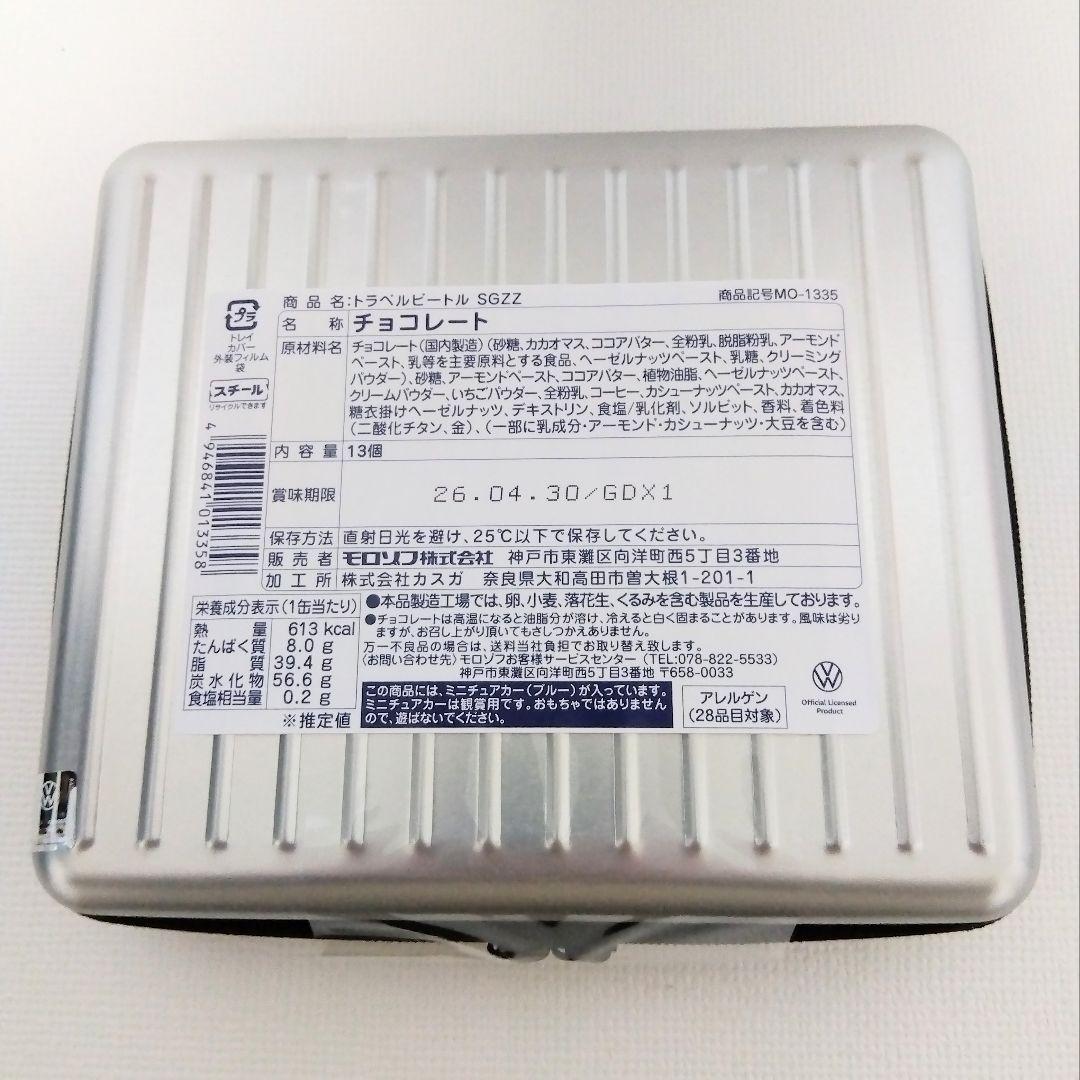 商品名:トラベルビートル SGZZ
商品記号MO-1335
プラ
トレイ
カバー
外装フィルム
袋
スチール
リサイクルできます
4 946841 013358
名称 チョコレート
原材料名 チョコレート(国内製造)(砂糖、カカオマス、ココアバター、全粉乳、脱脂粉乳、アーモンド
ペースト、乳等を主要原料とする食品、ヘーゼルナッツペースト、乳糖、クリーミング
パウダー)、砂糖、アーモンドペースト、ココアバター、植物油脂、ヘーゼルナッツペースト、
クリームパウダー、いちごパウダー、全粉乳、コーヒー、カシューナッツペースト、カカオマス、
糖衣掛けヘーゼルナッツ、デキストリン、食塩/乳化剤、ソルビット、香料、着色料
(二酸化チタン、金)、(一部に乳成分・アーモンド・カシューナッツ・大豆を含む)
内容量 13個
賞味期限 26.04.30/GDX1
保存方法 直射日光を避け、25℃以下で保存してください。
販売者 モロゾフ株式会社 神戸市東灘区向洋町西5丁目3番地
加工所 株式会社カスガ 奈良県大和高田市曽大根1-201-1
栄養成分表示(1缶当たり)
熱量 613 kcal
たんぱく質 8.0 g
脂質 39.4 g
炭水化物 56.6 g
食塩相当量 0.2 g
※推定値
●本品製造工場では、卵、小麦、落花生、くるみを含む製品を生産しております。
●チョコレートは高温になると油脂分が溶け、冷えると白く固まることがあります。風味は劣り
ますが、お召し上がり頂いてもさしつかえありません。
万一不良品の場合は、送料当社負担でお取り替え致します。
(お問い合わせ先)モロゾフお客様サービスセンター (TEL:078-822-5533)
神戸市東灘区向洋町西5丁目3番地 〒658-0033
この商品には、ミニチュアカー(ブルー)が入っています。
ミニチュアカーは観賞用です。おもちゃではありません
ので、遊ばないでください。
アレルゲン
(28品目対象)
Official Licensed
Product